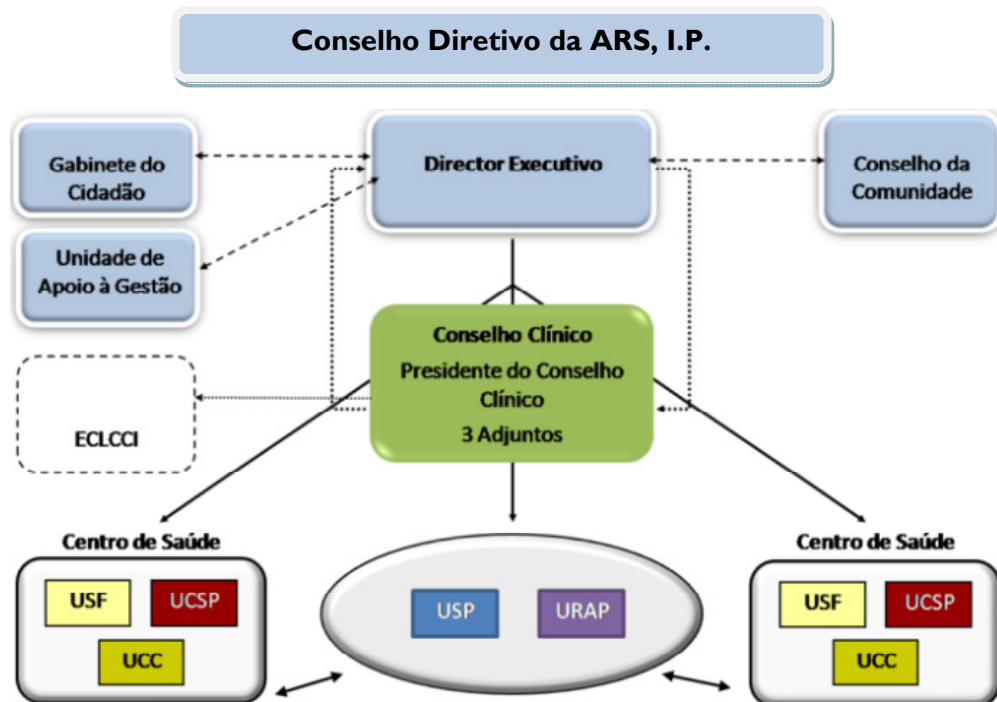 Conselho Diretivo da ARS, I.P.
Gabinete do
Cidadão
Director Executivo
Conselho da
Comunidade
Unidade de
Apoio à Gestão
Conselho Clínico
Presidente do Conselho
Clínico
3 Adjuntos
ECLCCI
Centro de Saúde
USF
UCSP
UCC
USP
URAP
Centro de Saúde
USF
UCSP
UCC